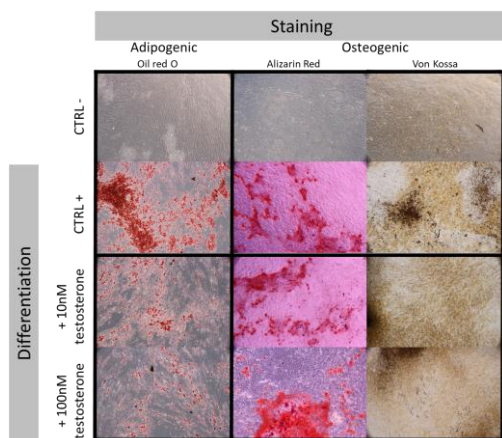 Staining
Adipogenic Osteogenic
Oil red O Alizarin Red Von Kossa
CTRL -
CTRL +
+ 10nM
testosterone
+ 100nM
testosterone
Differentiation